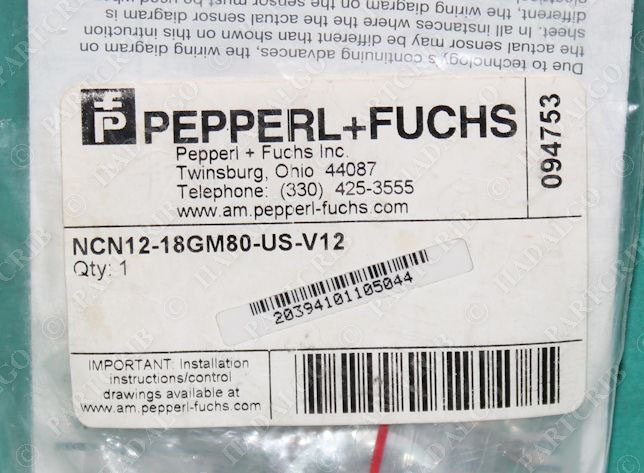 Due to technology's continuing advances, the wiring diagram on
the actual sensor may be different than shown on this intruction
sheet. In all instances where the actual sensor diagram is
different, the wiring diagram on the sensor must be used when
PEPPERL+FUCHS
Pepperl + Fuchs Inc.
Twinsburg, Ohio 44087
Telephone: (330) 425-3555
www.am.pepperl-fuchs.com
094753
NCN12-18GM80-US-V12
Qty: 1
20394101105044
IMPORTANT: Installation
instructions/control
drawings available at
www.am.pepperl-fuchs.com
© PARTCRIB
© HADALGO